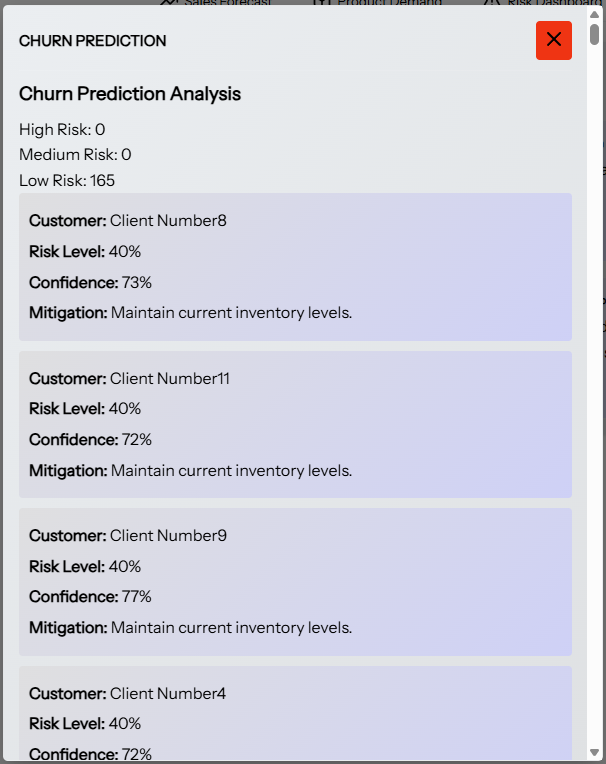 Sales Forecast Product Demand Risk Dashboard
CHURN PREDICTION
Churn Prediction Analysis
High Risk: 0
Medium Risk: 0
Low Risk: 165
Customer: Client Number8
Risk Level: 40%
Confidence: 73%
Mitigation: Maintain current inventory levels.
Customer: Client Number11
Risk Level: 40%
Confidence: 72%
Mitigation: Maintain current inventory levels.
Customer: Client Number9
Risk Level: 40%
Confidence: 77%
Mitigation: Maintain current inventory levels.
Customer: Client Number4
Risk Level: 40%
Confidence: 72%